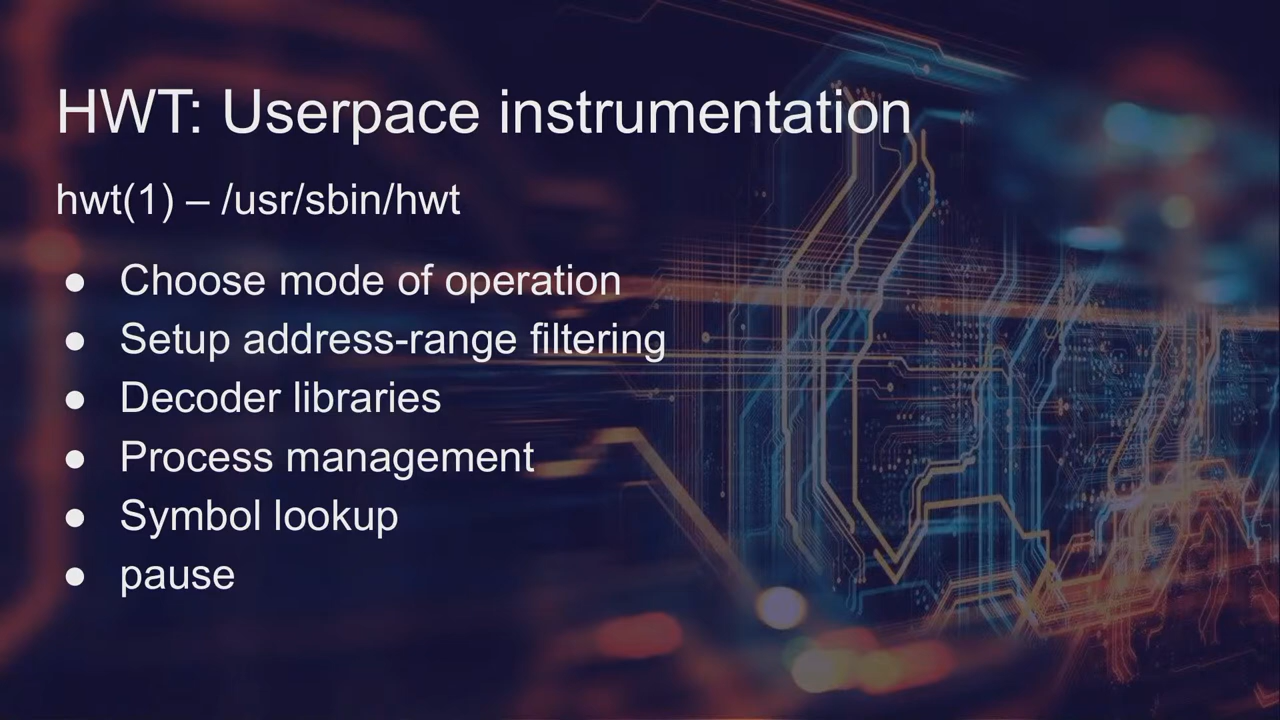 HWT: Userpace instrumentation
hwt(1) – /usr/sbin/hwt
● Choose mode of operation
● Setup address-range filtering
● Decoder libraries
● Process management
● Symbol lookup
● pause